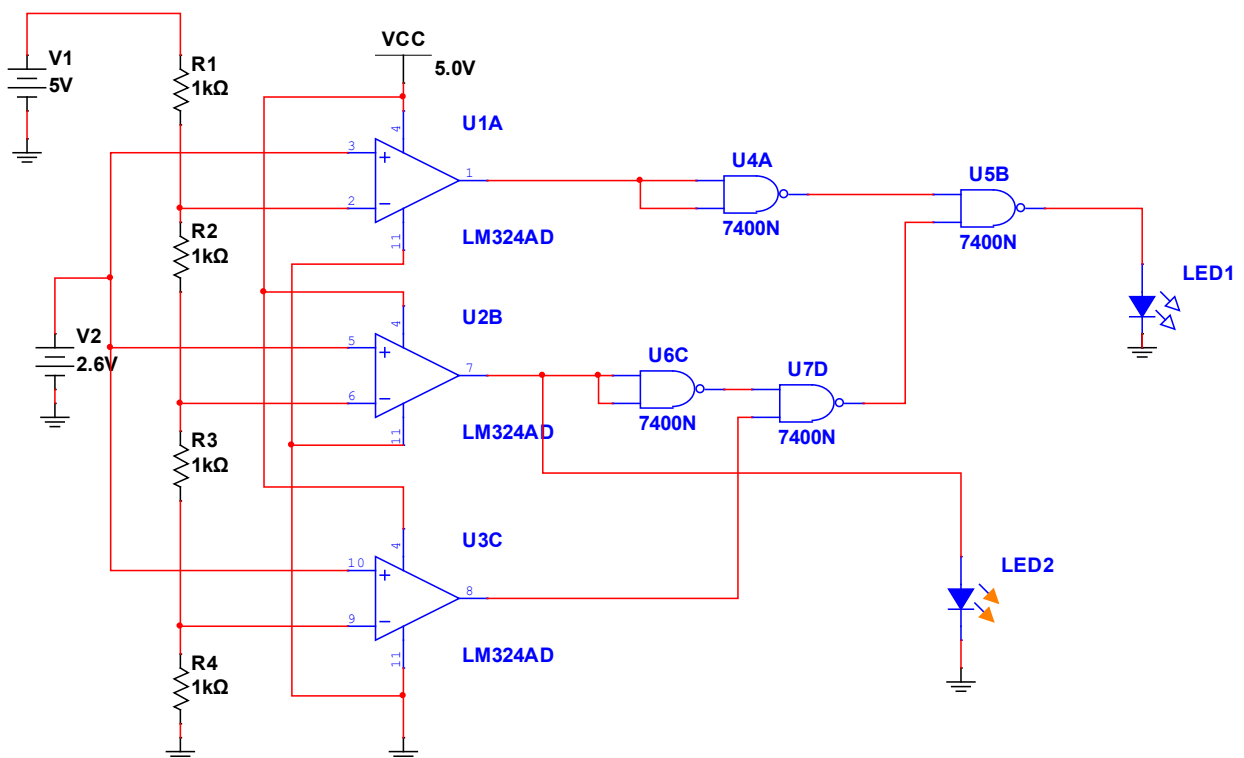 V1
5V
R1
1kΩ
VCC
5.0V
U1A
4
3
1
2
11
LM324AD
U4A
7400N
U5B
7400N
R2
1kΩ
LED1
V2
2.6V
U2B
4
5
7
6
11
LM324AD
U6C
7400N
U7D
7400N
R3
1kΩ
U3C
4
10
8
9
11
LM324AD
LED2
R4
1kΩ